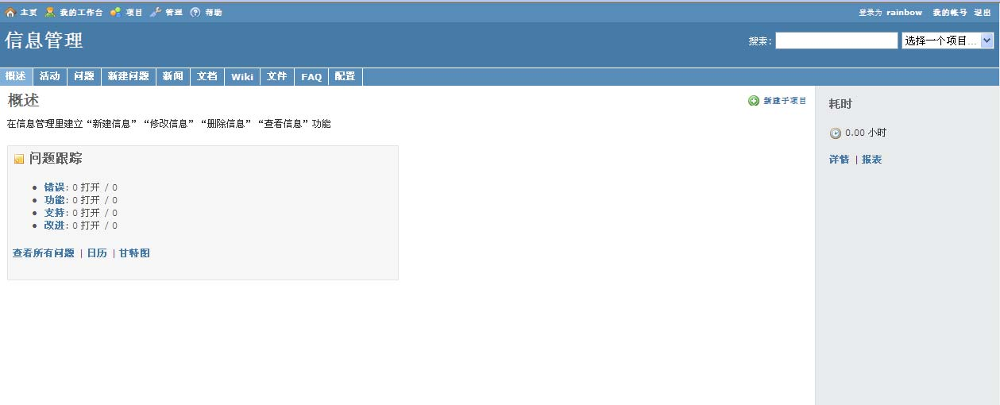 主页 我的工作台 项目 管理 帮助 登录为 rainbow 我的帐号 退出
信息管理 搜索: 选择一个项目...
概述 活动 问题 新建问题 新闻 文档 Wiki 文件 FAQ 配置
概述 新建子项目
在信息管理里建立“新建信息”“修改信息”“删除信息”“查看信息”功能
问题跟踪
• 错误: 0 打开 / 0
• 功能: 0 打开 / 0
• 支持: 0 打开 / 0
• 改进: 0 打开 / 0
查看所有问题 | 日历 | 甘特图
耗时
0.00 小时
详情 | 报表